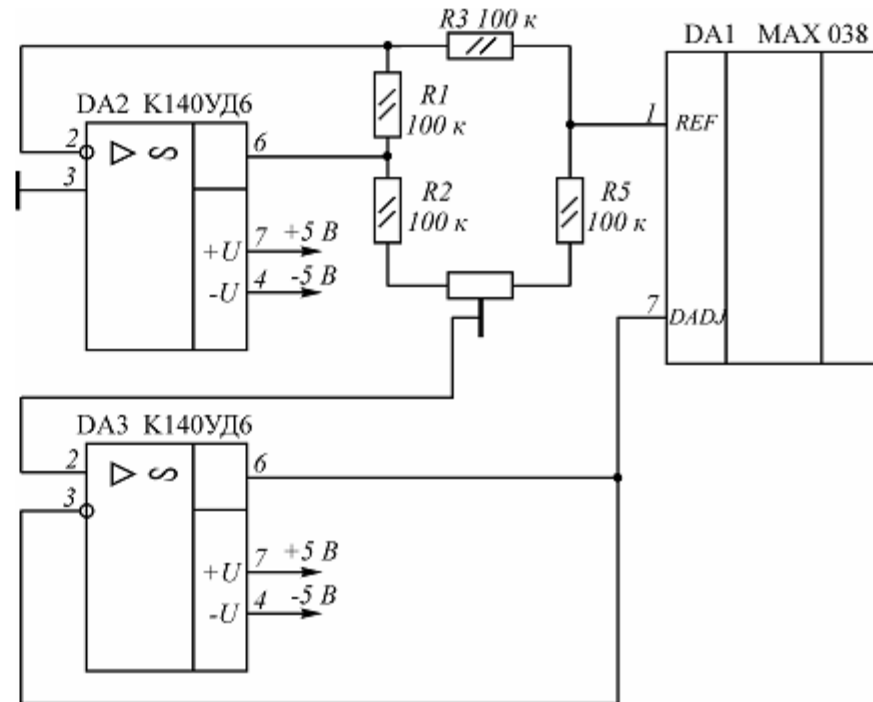 R3 100 к
DA1 MAX 038
DA2 К140УД6
R1
100 к
2
3
6
1
REF
R2
100 к
R5
100 к
+U 7 +5 В
-U 4 -5 В
7
DADJ
DA3 К140УД6
2
3
6
+U 7 +5 В
-U 4 -5 В